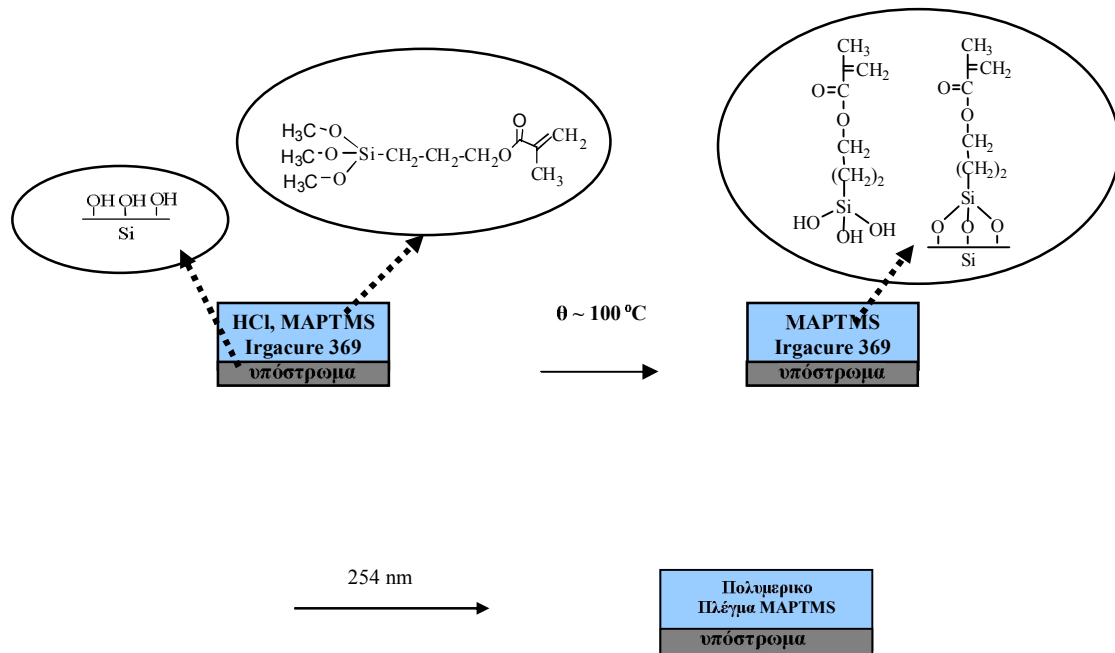 OH OH OH
Si
H₃C-O
H₃C-O-Si-CH₂-CH₂-CH₂O
H₃C-O
O
CH₂
CH₃
CH₃
=CH₂
O=C
O
CH₂
(CH₂)₂
Si
HO
OH
OH
CH₃
=CH₂
O=C
O
CH₂
(CH₂)₂
Si
O O O
Si
HCl, MAPTMS
Irgacure 369
υπόστρωμα
θ ~ 100 ⁰C
MAPTMS
Irgacure 369
υπόστρωμα
254 nm
Πολυμερικο
Πλέγμα MAPTMS
υπόστρωμα